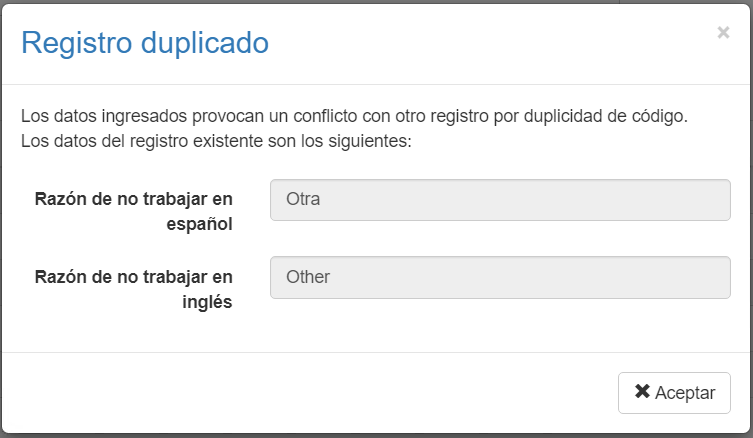 Registro duplicado
×
Los datos ingresados provocan un conflicto con otro registro por duplicidad de código.
Los datos del registro existente son los siguientes:
Razón de no trabajar en
español
Otra
Razón de no trabajar en
inglés
Other
Aceptar